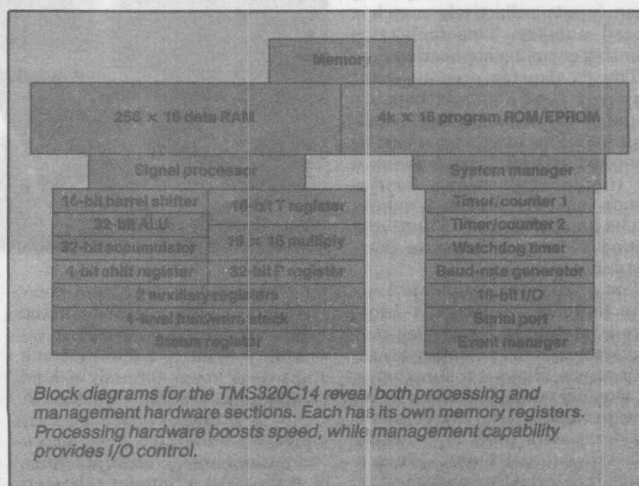 Memory
256 × 16 data RAM
4k × 16 program ROM/EPROM
Signal processor
System manager
16-bit barrel shifter
16-bit T register
32-bit ALU
16 × 16 multiply
32-bit accumulator
4-bit shift register
32-bit P register
2 auxiliary registers
4-level hardware stack
Status register
Timer/counter 1
Timer/counter 2
Watchdog timer
Baud-rate generator
16-bit I/O
Serial port
Event manager
Block diagrams for the TMS320C14 reveal both processing and
management hardware sections. Each has its own memory registers.
Processing hardware boosts speed, while management capability
provides I/O control.